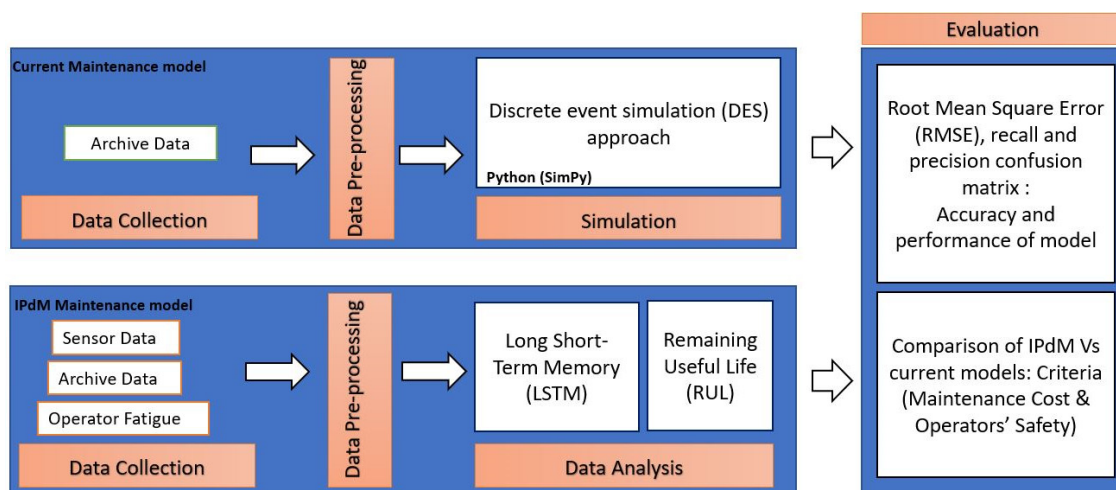 Evaluation
Current Maintenance model
Archive Data
Data Collection
Data Pre-processing
Discrete event simulation (DES)
approach
Python (SimPy)
Simulation
Root Mean Square Error
(RMSE), recall and
precision confusion
matrix :
Accuracy and
performance of model
IPdM Maintenance model
Sensor Data
Archive Data
Operator Fatigue
Data Collection
Data Pre-processing
Long Short-
Term Memory
(LSTM)
Remaining
Useful Life
(RUL)
Data Analysis
Comparison of IPdM Vs
current models: Criteria
(Maintenance Cost &
Operators’ Safety)